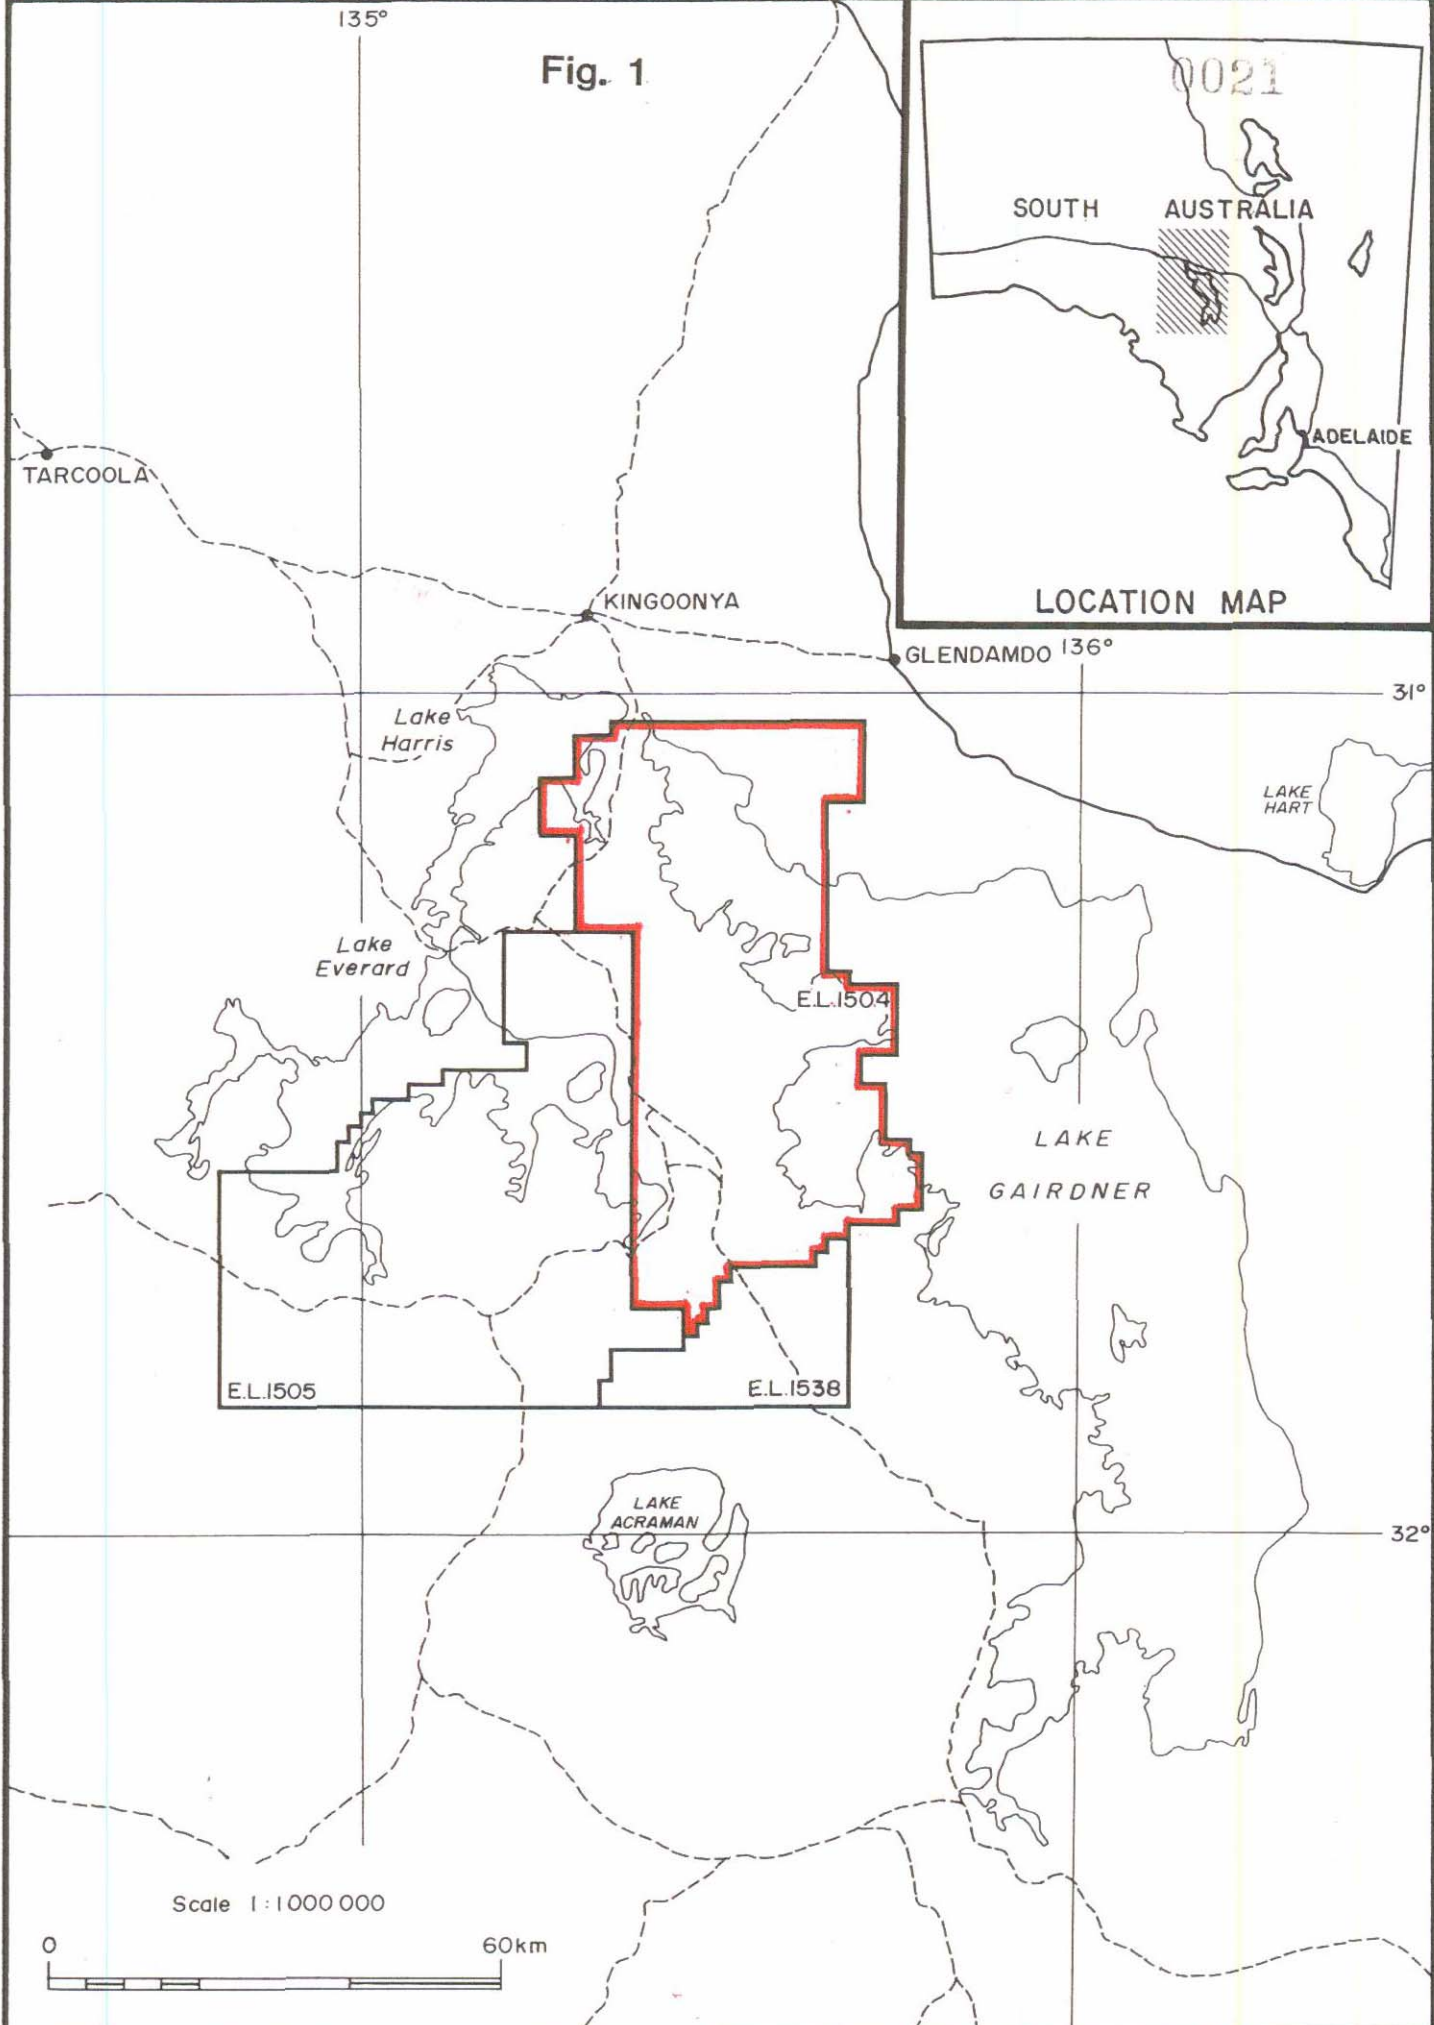 135°
Fig. 1
0021
SOUTH AUSTRALIA
ADELAIDE
LOCATION MAP
TARCOOLA
KINGOONYA
GLENDAMDO
136°
31°
Lake
Harris
LAKE
HART
Lake
Everard
E.L.1504
LAKE
GAIRDNER
E.L.1505
E.L.1538
LAKE
ACRAMAN
32°
Scale 1:1000 000
0
60km